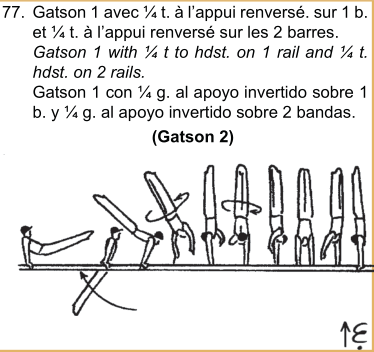 77. Gatson 1 avec ¼ t. à l'appui renversé. sur 1 b.
et ¼ t. à l'appui renversé sur les 2 barres.
Gatson 1 with ¼ t to hdst. on 1 rail and ¼ t.
hdst. on 2 rails.
Gatson 1 con ¼ g. al apoyo invertido sobre 1
b. y ¼ g. al apoyo invertido sobre 2 bandas.
(Gatson 2)